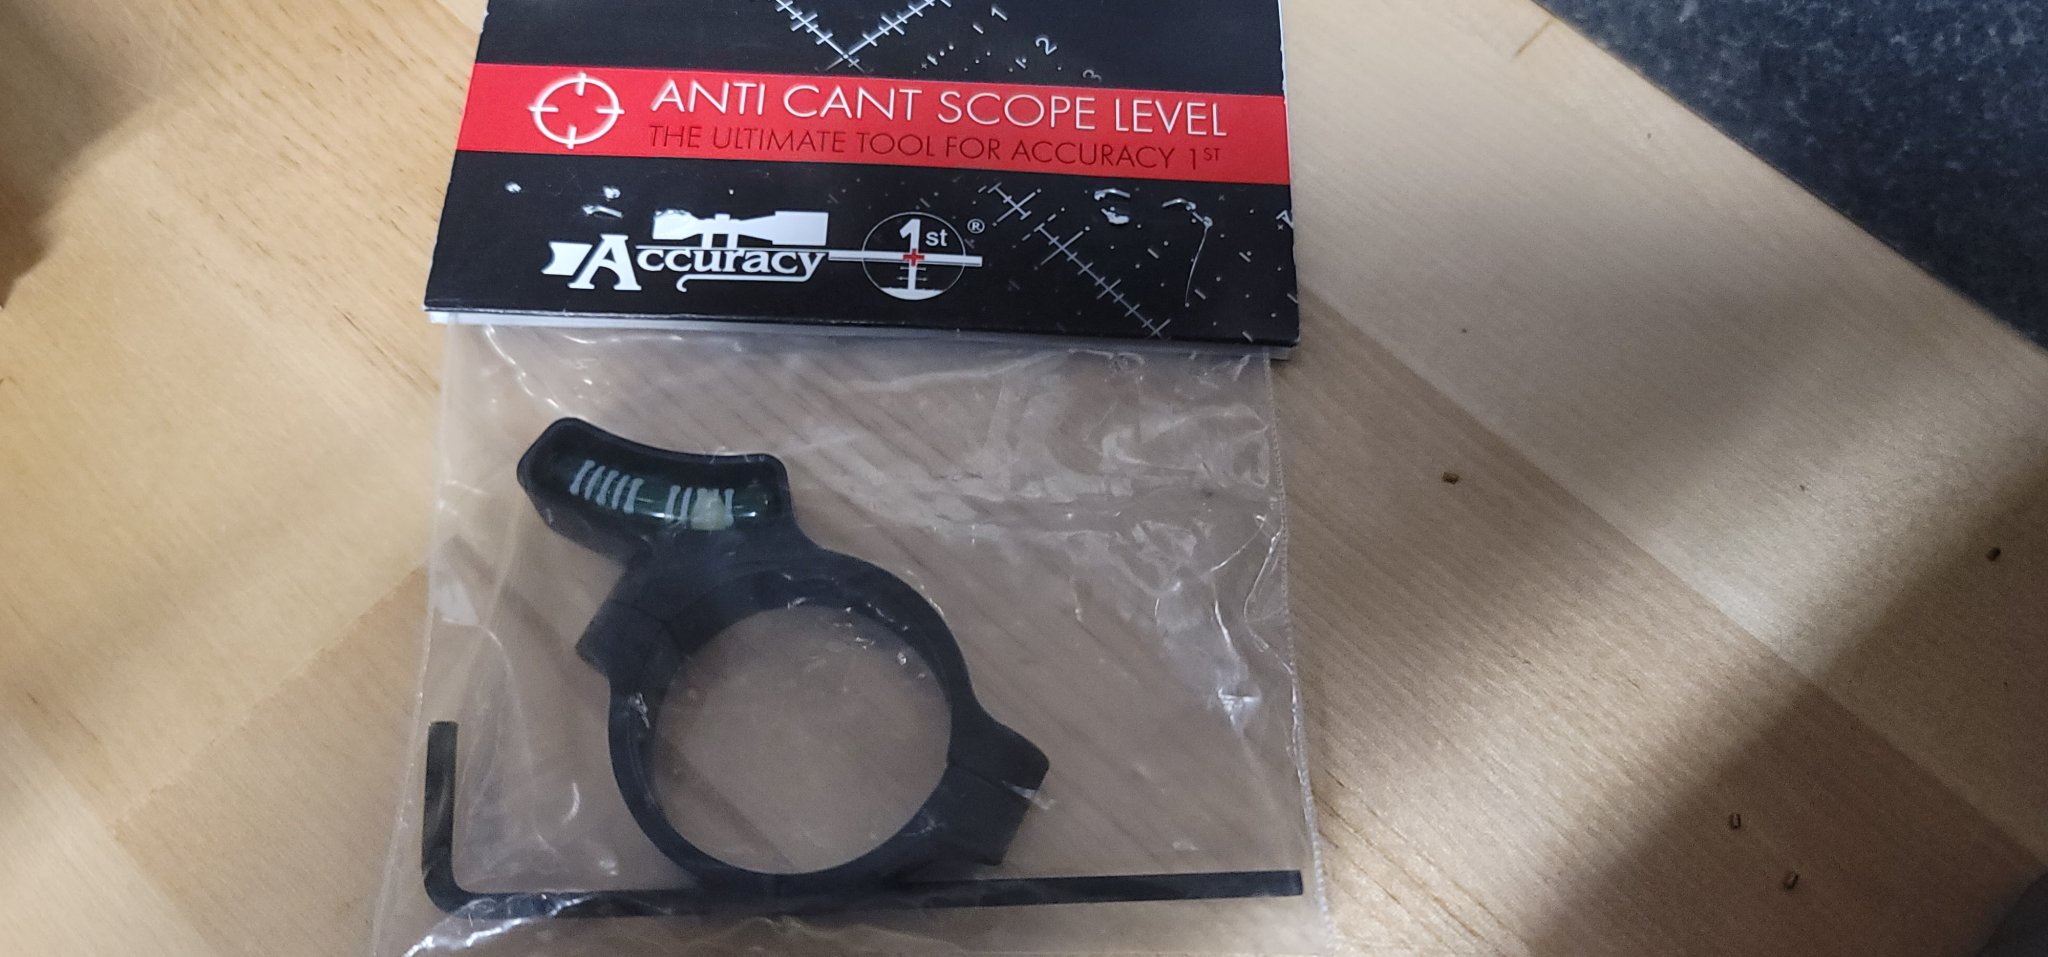 1
2
3
ANTI CANT SCOPE LEVEL
THE ULTIMATE TOOL FOR ACCURACY 1ST
Accuracy 1st ®